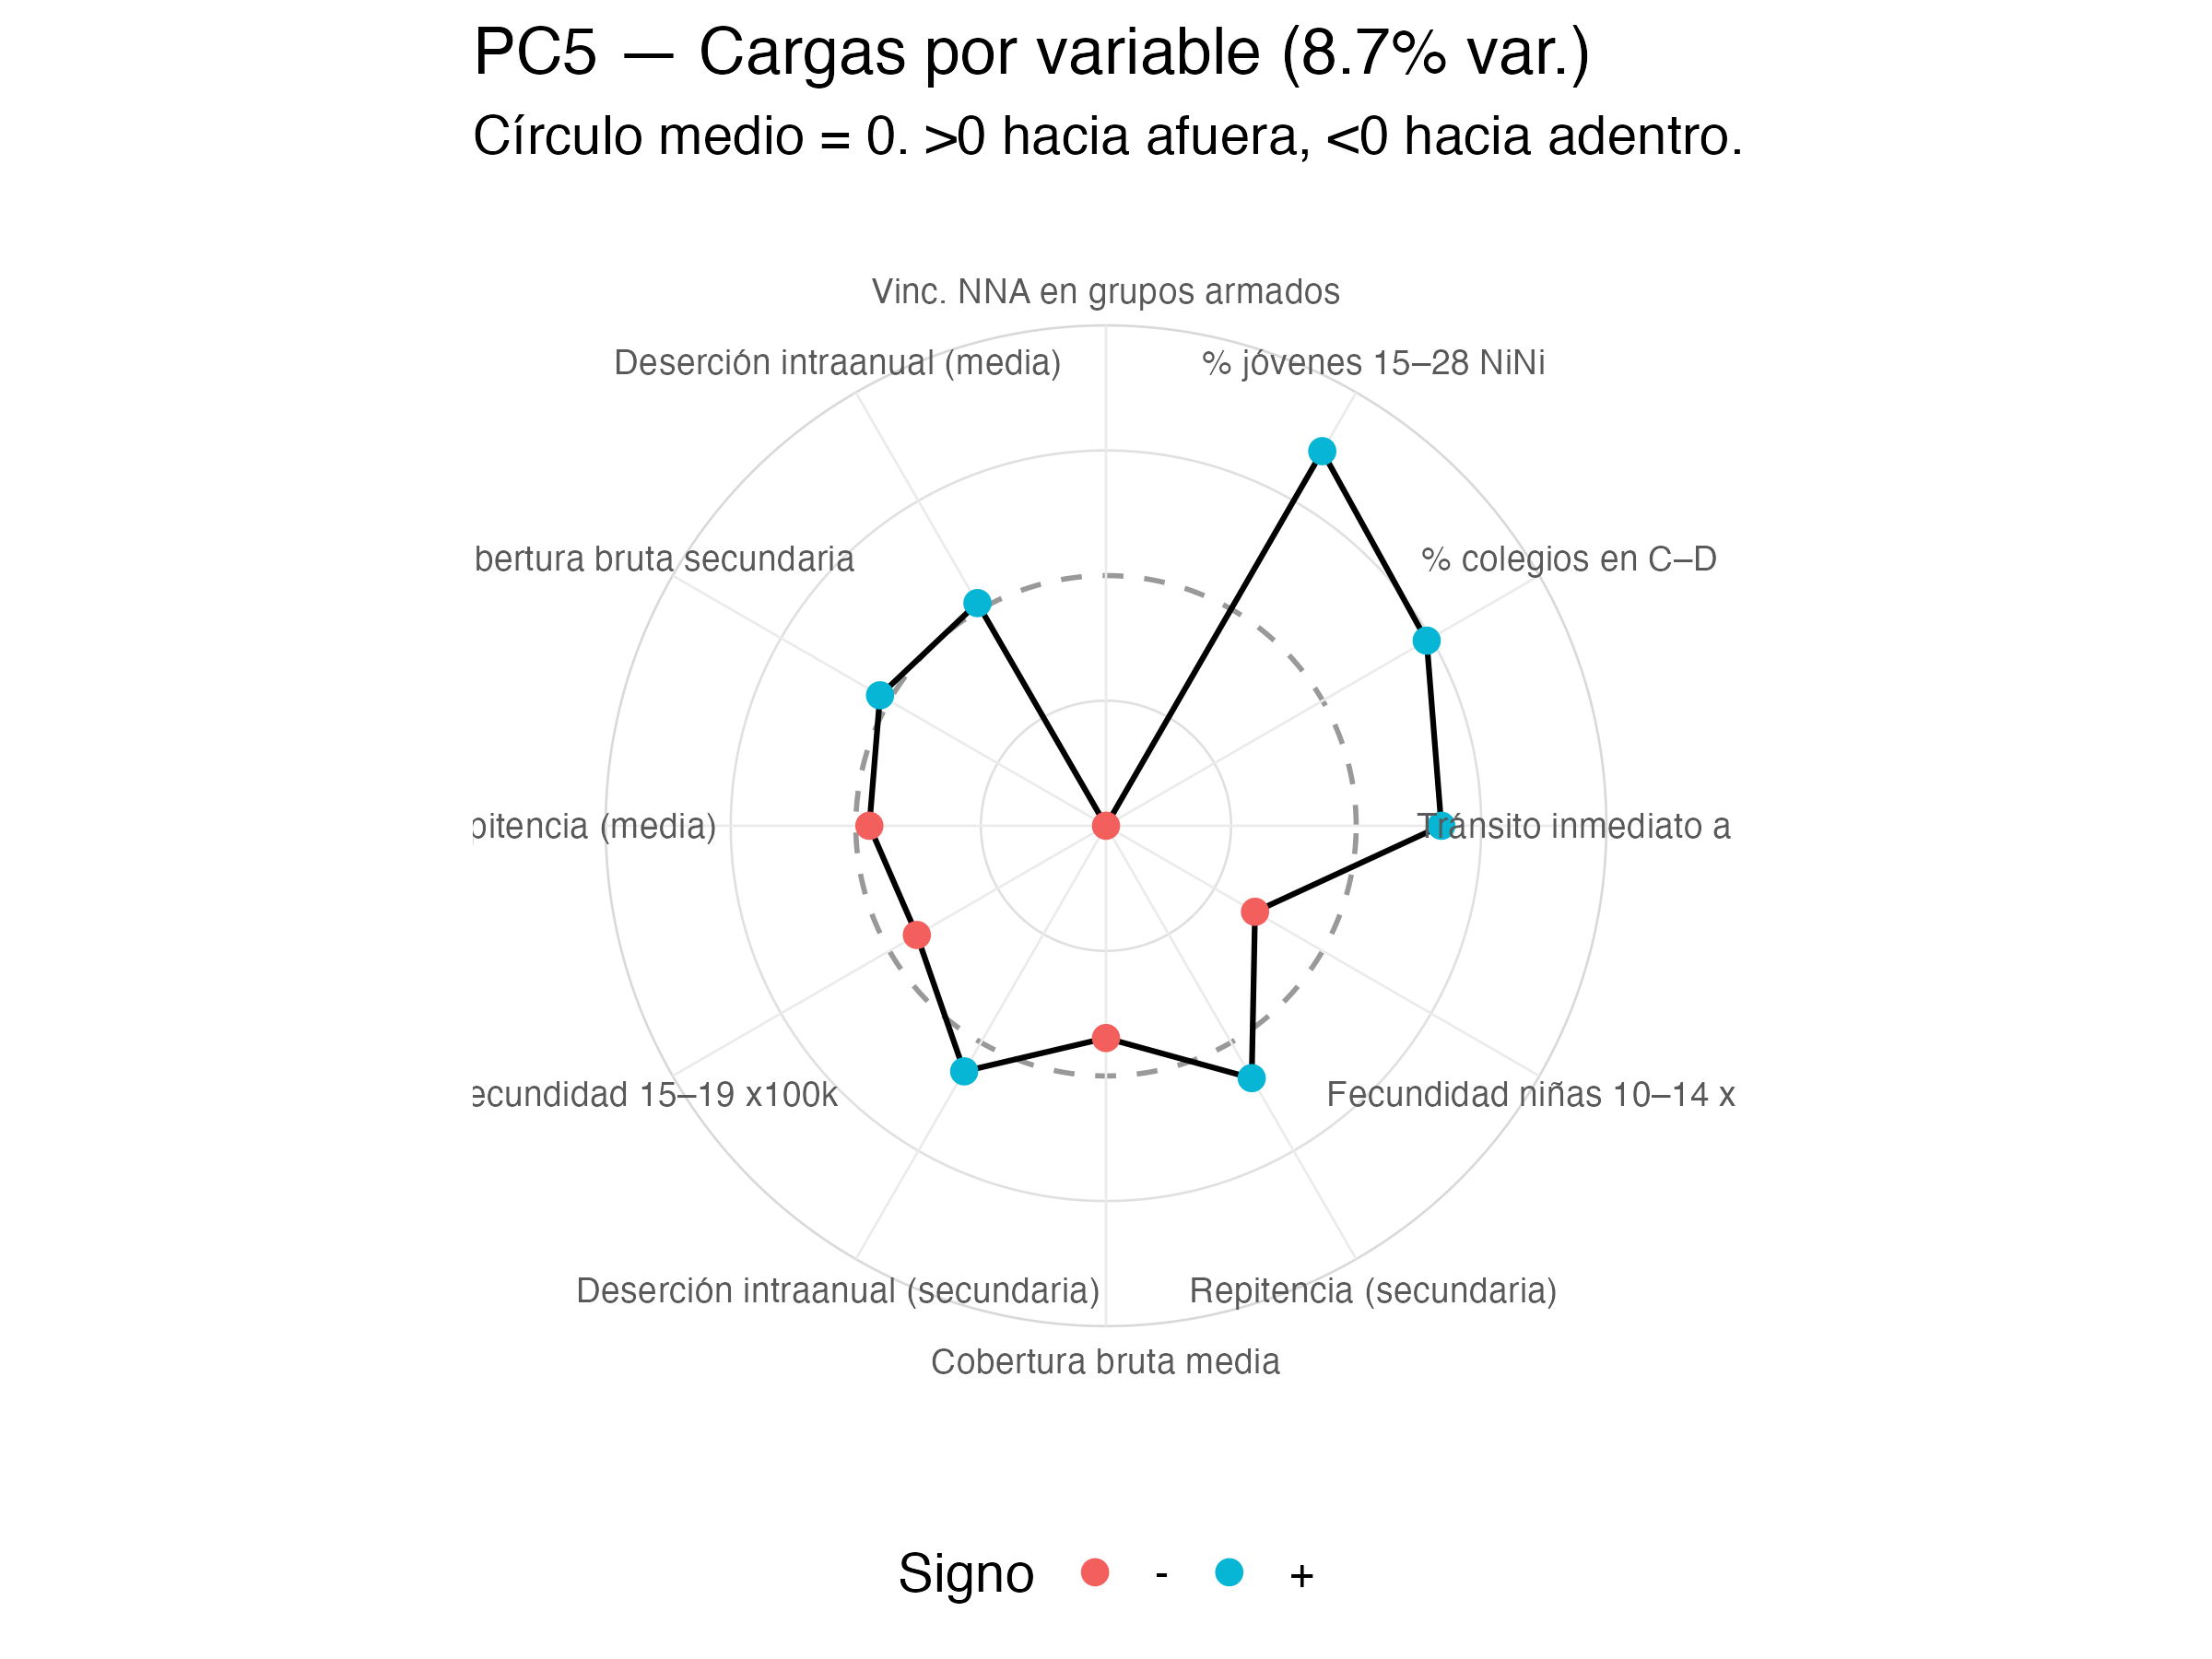 PC5 — Cargas por variable (8.7% var.)
Círculo medio = 0. >0 hacia afuera, <0 hacia adentro.
Vinc. NNA en grupos armados
Deserción intraanual (media)
% jóvenes 15–28 NiNi
bertura bruta secundaria
% colegios en C–D
pitencia (media)
Tránsito inmediato a
ecundidad 15–19 x100k
Fecundidad niñas 10–14 x
Deserción intraanual (secundaria)
Repitencia (secundaria)
Cobertura bruta media
Signo - +